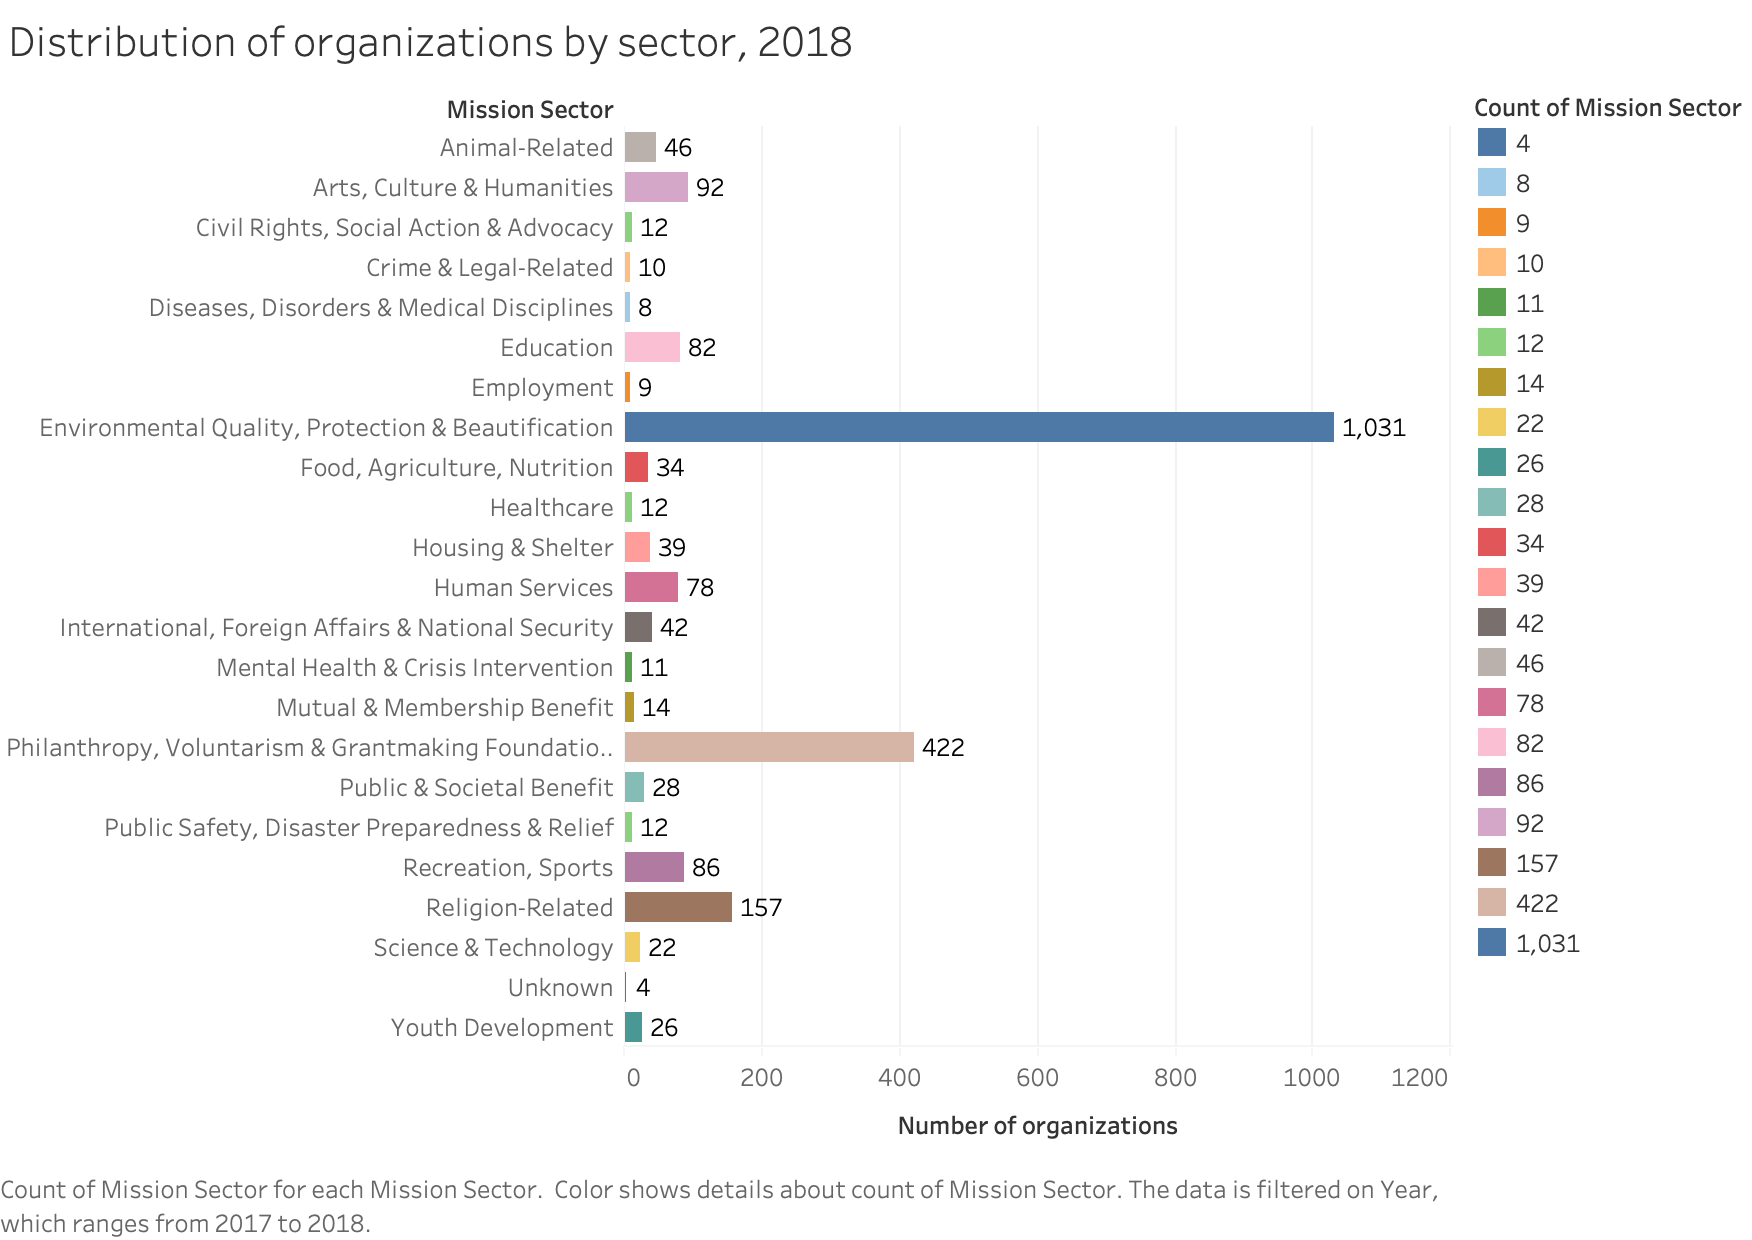 Distribution of organizations by sector, 2018
Mission Sector
Animal-Related 46
Arts, Culture & Humanities 92
Civil Rights, Social Action & Advocacy 12
Crime & Legal-Related 10
Diseases, Disorders & Medical Disciplines 8
Education 82
Employment 9
Environmental Quality, Protection & Beautification 1,031
Food, Agriculture, Nutrition 34
Healthcare 12
Housing & Shelter 39
Human Services 78
International, Foreign Affairs & National Security 42
Mental Health & Crisis Intervention 11
Mutual & Membership Benefit 14
Philanthropy, Voluntarism & Grantmaking Foundatio.. 422
Public & Societal Benefit 28
Public Safety, Disaster Preparedness & Relief 12
Recreation, Sports 86
Religion-Related 157
Science & Technology 22
Unknown 4
Youth Development 26
0 200 400 600 800 1000 1200
Number of organizations
Count of Mission Sector
4
8
9
10
11
12
14
22
26
28
34
39
42
46
78
82
86
92
157
422
1,031
Count of Mission Sector for each Mission Sector. Color shows details about count of Mission Sector. The data is filtered on Year,
which ranges from 2017 to 2018.